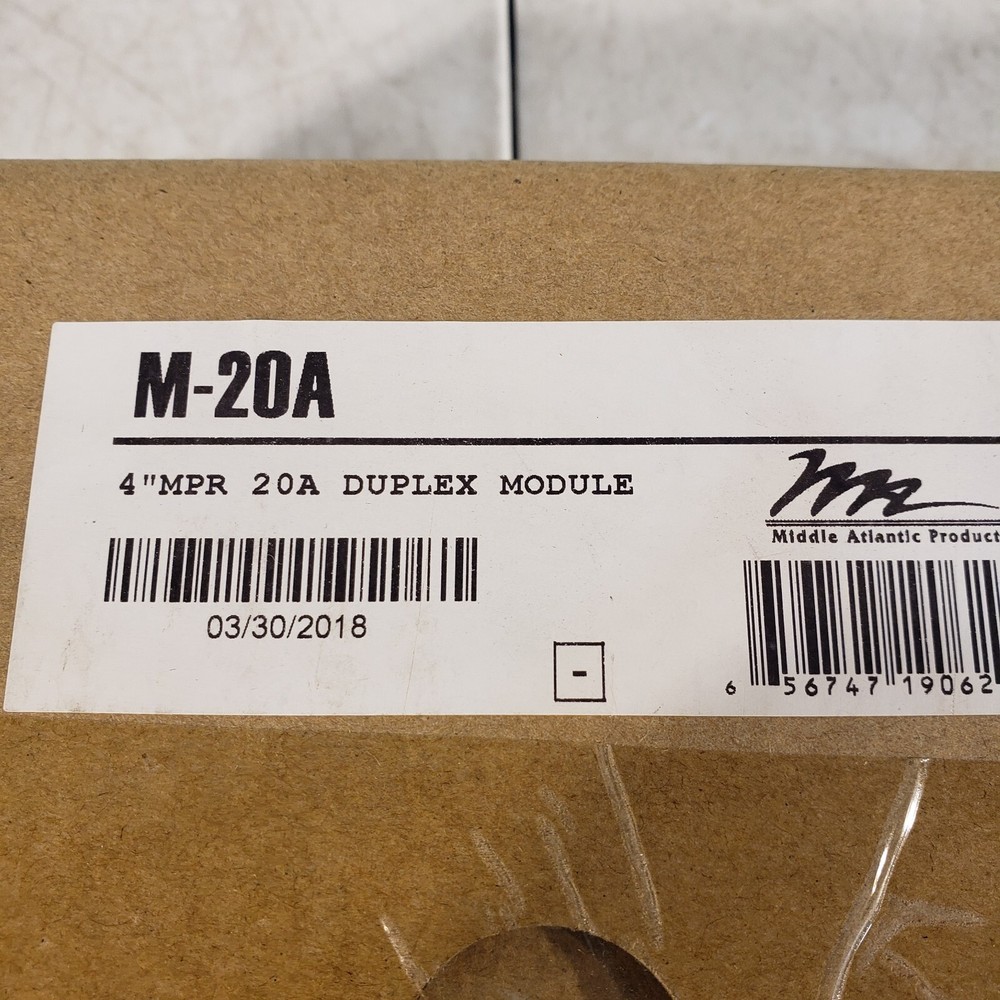 M-20A
4"MPR 20A DUPLEX MODULE
Middle Atlantic Product
03/30/2018
-
6 56747 19062